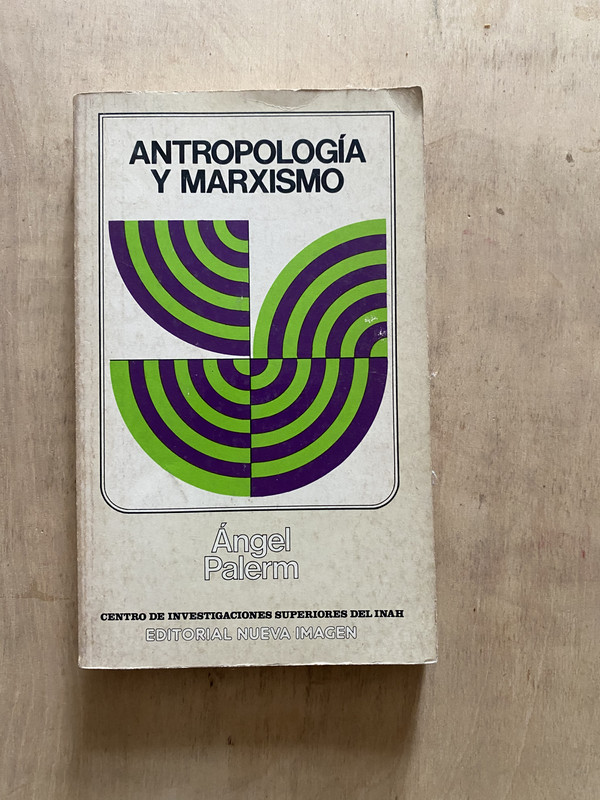 ANTROPOLOGÍA
Y MARXISMO
Ángel
Palerm
CENTRO DE INVESTIGACIONES SUPERIORES DEL INAH
EDITORIAL NUEVA IMAGEN